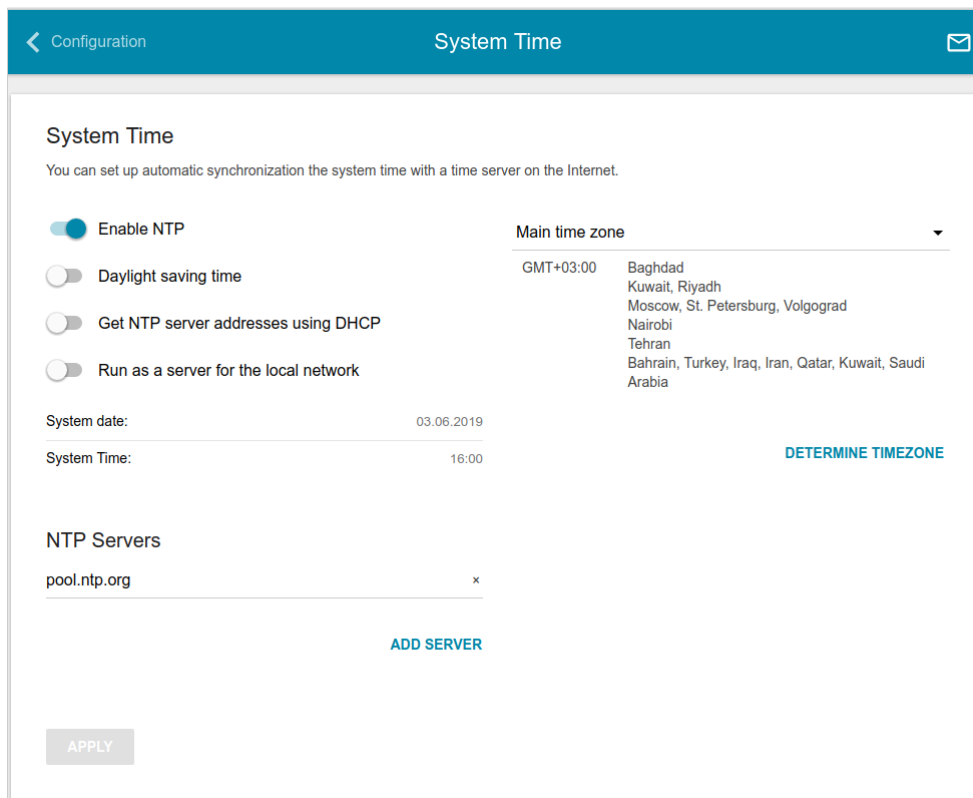 Configuration
System Time
System Time
You can set up automatic synchronization the system time with a time server on the Internet.
Enable NTP
Daylight saving time
Get NTP server addresses using DHCP
Run as a server for the local network
System date: 03.06.2019
System Time: 16:00
Main time zone
GMT+03:00 Baghdad
Kuwait, Riyadh
Moscow, St. Petersburg, Volgograd
Nairobi
Tehran
Bahrain, Turkey, Iraq, Iran, Qatar, Kuwait, Saudi
Arabia
DETERMINE TIMEZONE
NTP Servers
pool.ntp.org ×
ADD SERVER
APPLY